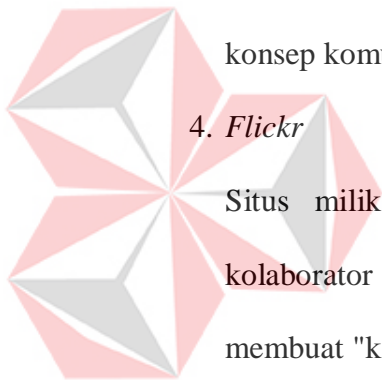 konsep kom
4. Flickr
Situs milik
kolaborator
membuat "k